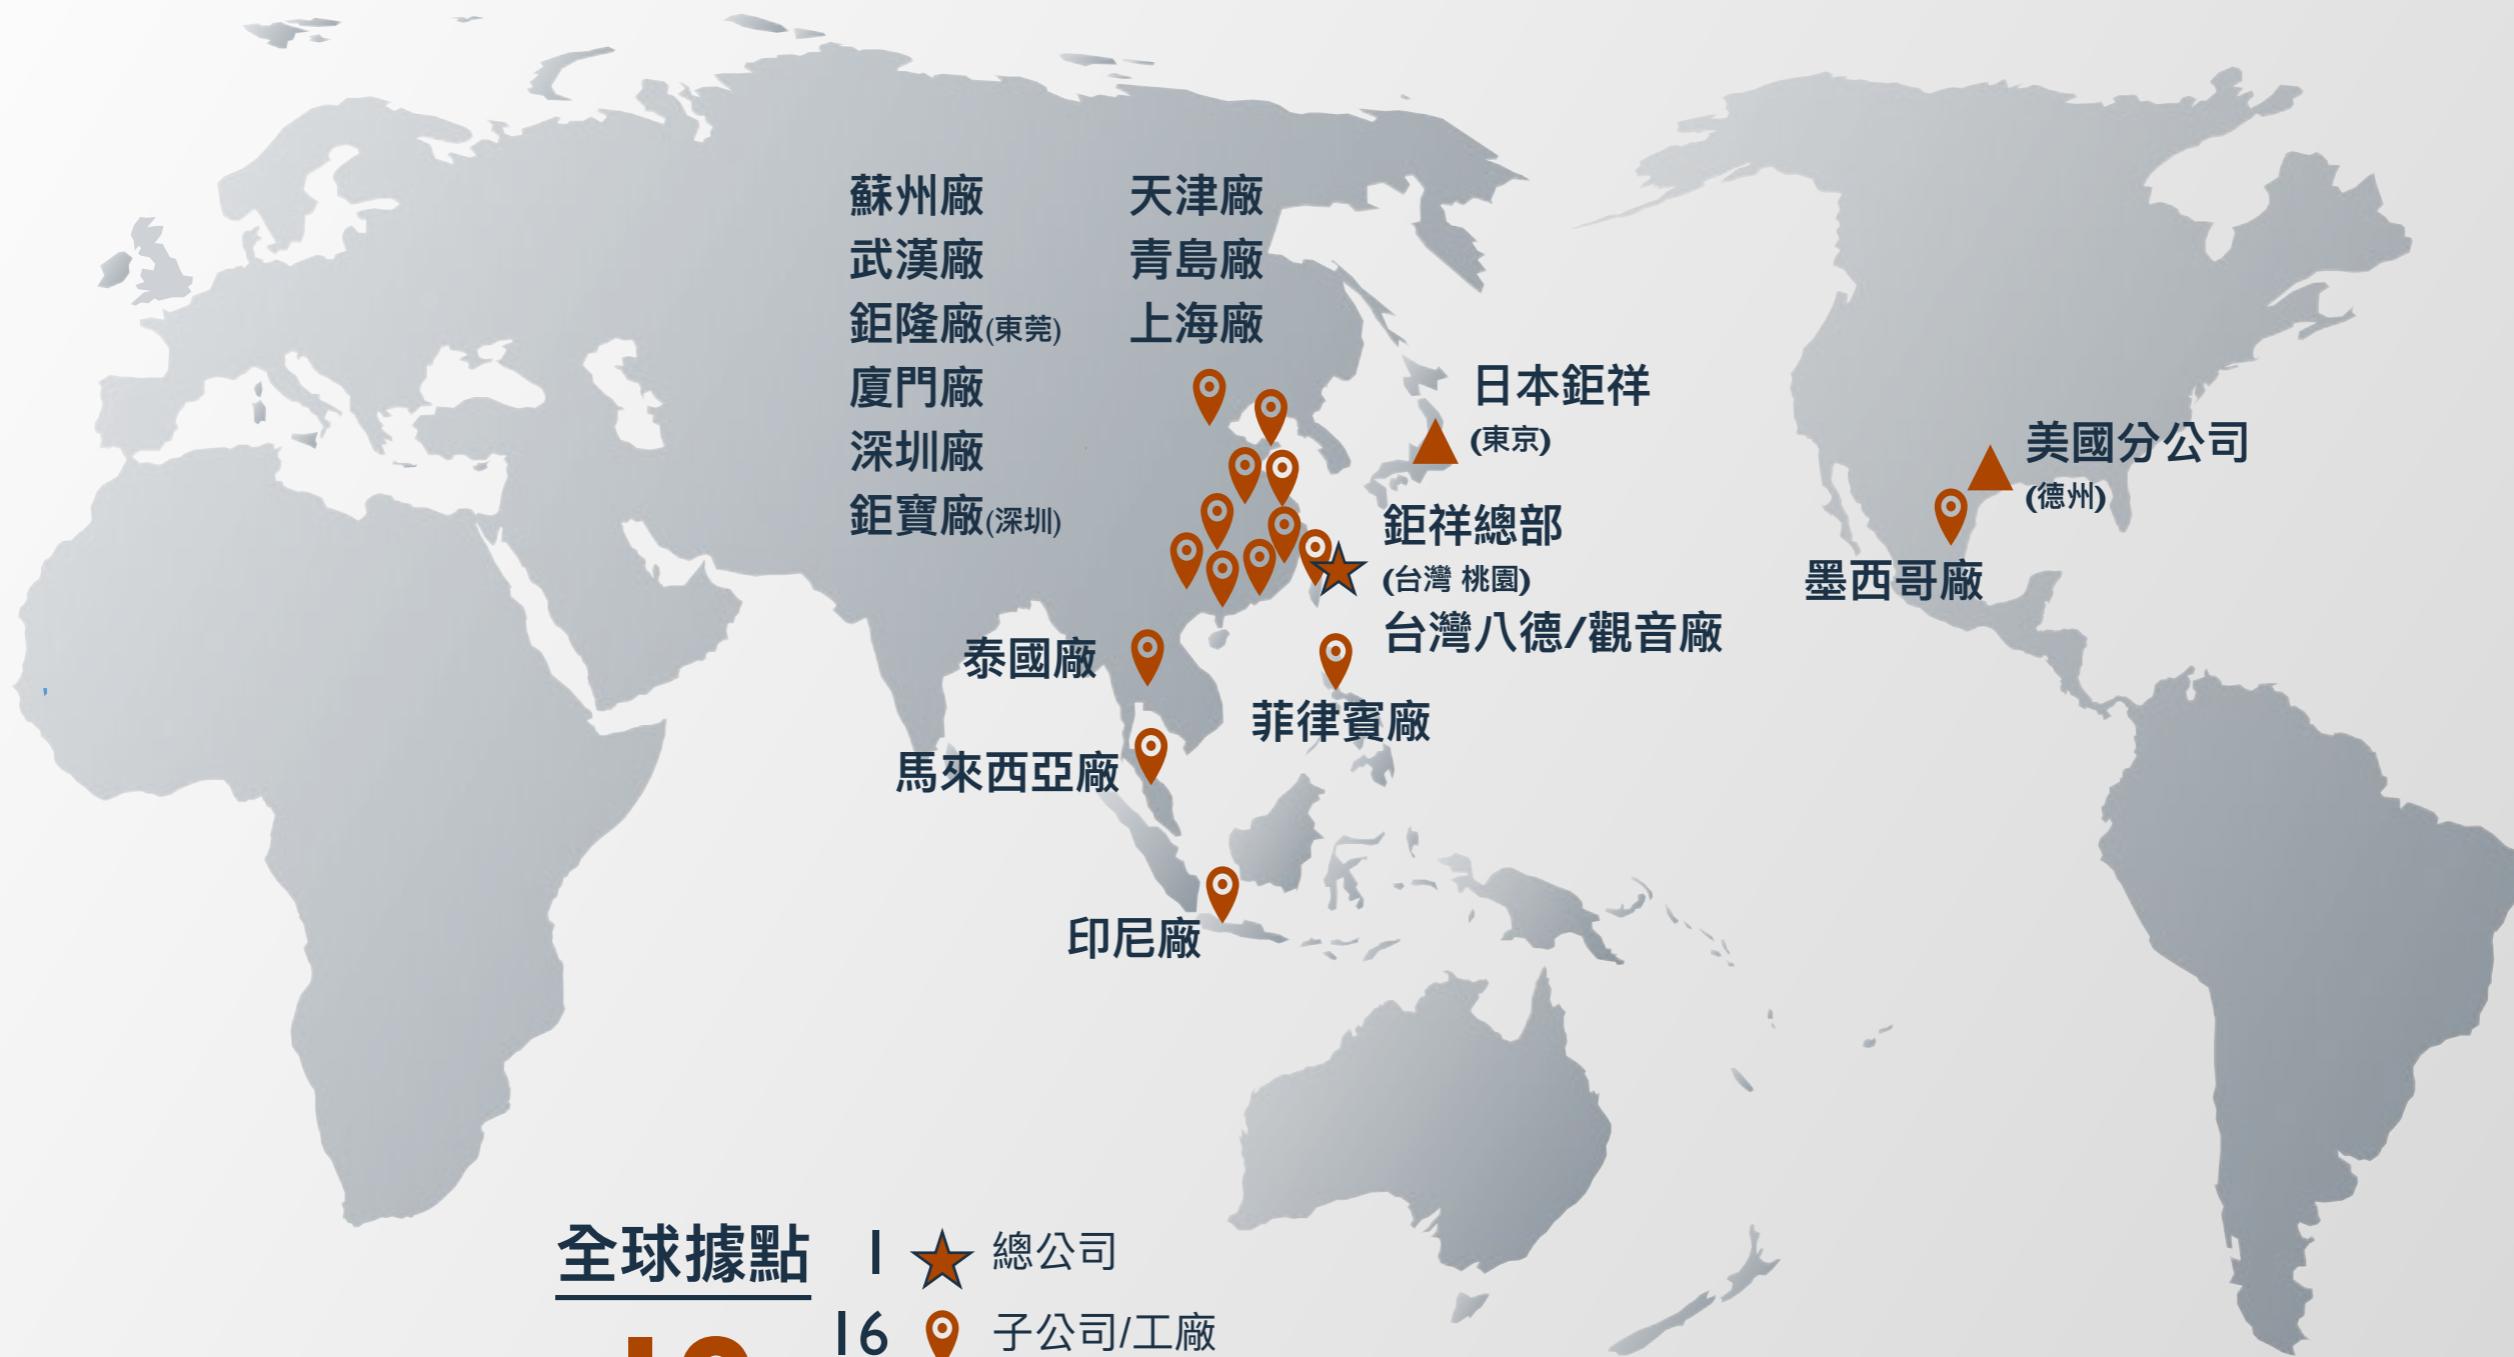 蘇州廠
武漢廠
鉅隆廠(東莞)
廈門廠
深圳廠
鉅寶廠(深圳)
天津廠
青島廠
上海廠
日本鉅祥
(東京)
美國分公司
(德州)
墨西哥廠
鉅祥總部
(台灣 桃園)
台灣八德/觀音廠
泰國廠
菲律賓廠
馬來西亞廠
印尼廠
全球據點
1 總公司
16 子公司/工廠